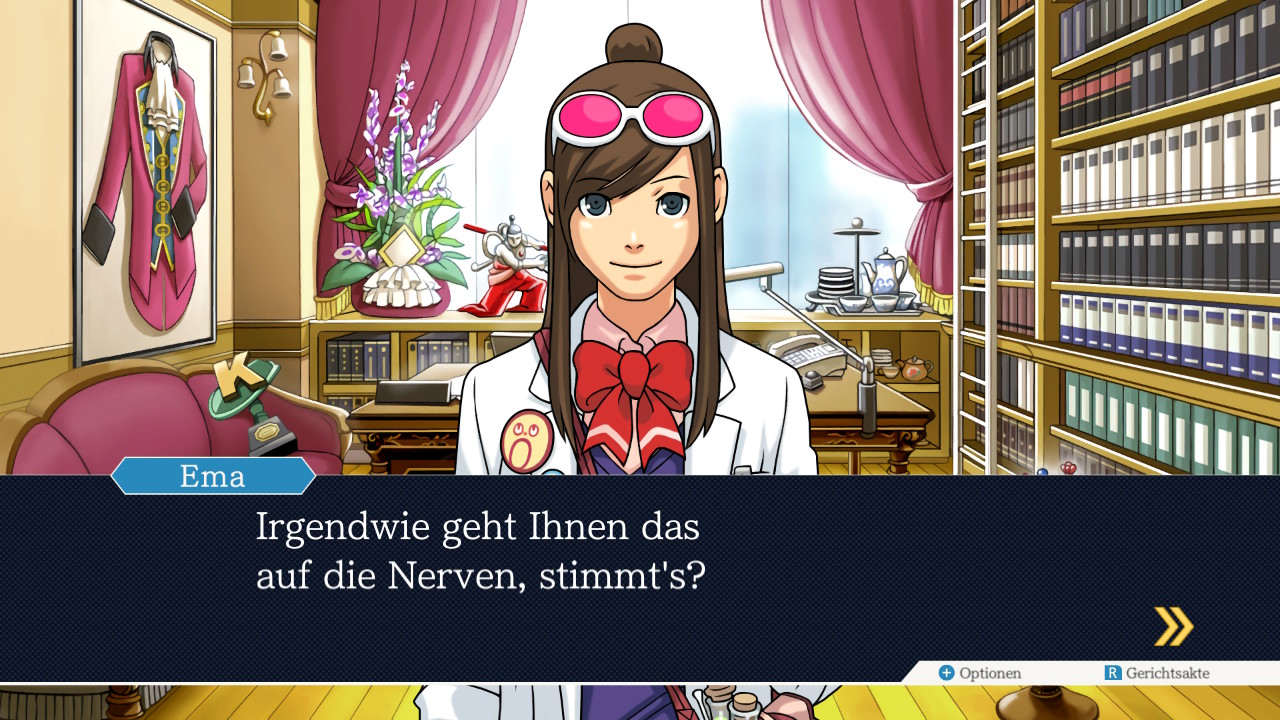 K
Ema
Irgendwie geht Ihnen das
auf die Nerven, stimmt's?
+ Optionen
R Gerichtsakte